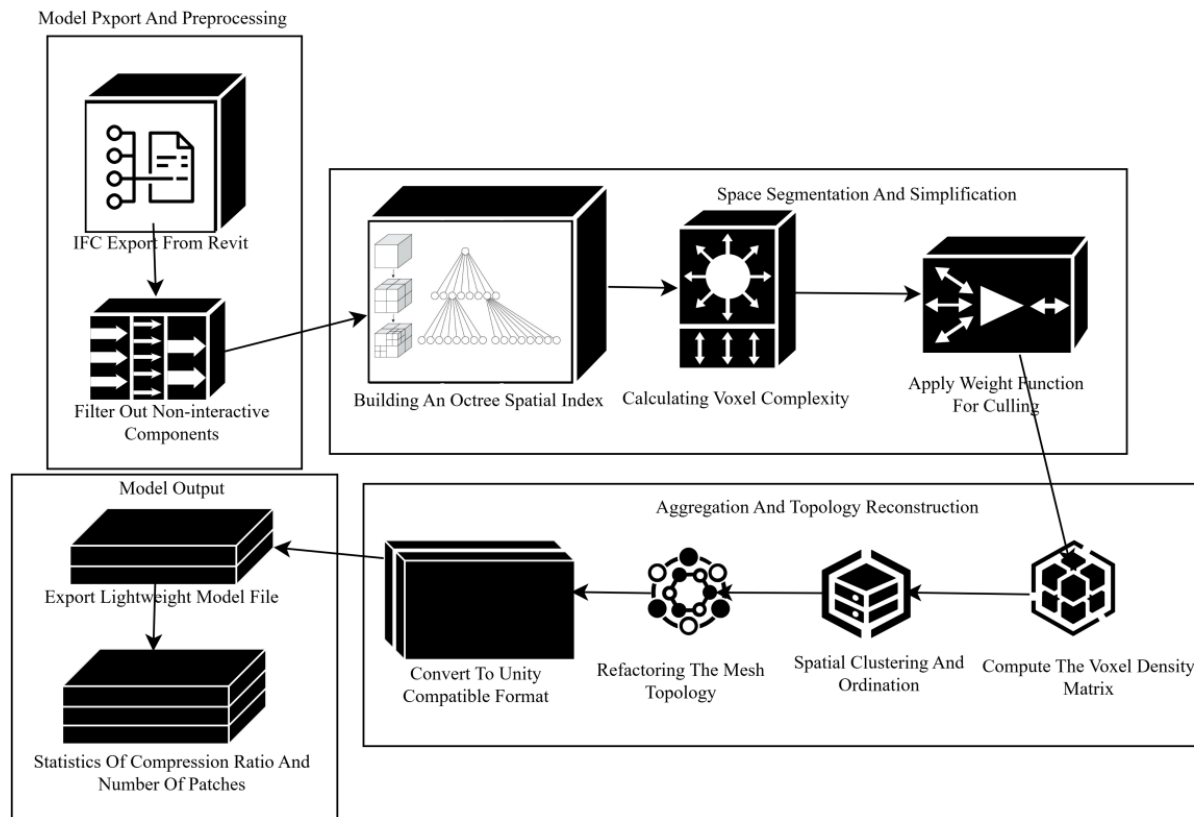 Model Pxport And Preprocessing
IFC Export From Revit
Filter Out Non-interactive
Components
Space Segmentation And Simplification
Building An Octree Spatial Index
Calculating Voxel Complexity
Apply Weight Function
For Culling
Aggregation And Topology Reconstruction
Compute The Voxel Density
Matrix
Spatial Clustering And
Ordination
Refactoring The Mesh
Topology
Convert To Unity
Compatible Format
Model Output
Export Lightweight Model File
Statistics Of Compression Ratio And
Number Of Patches